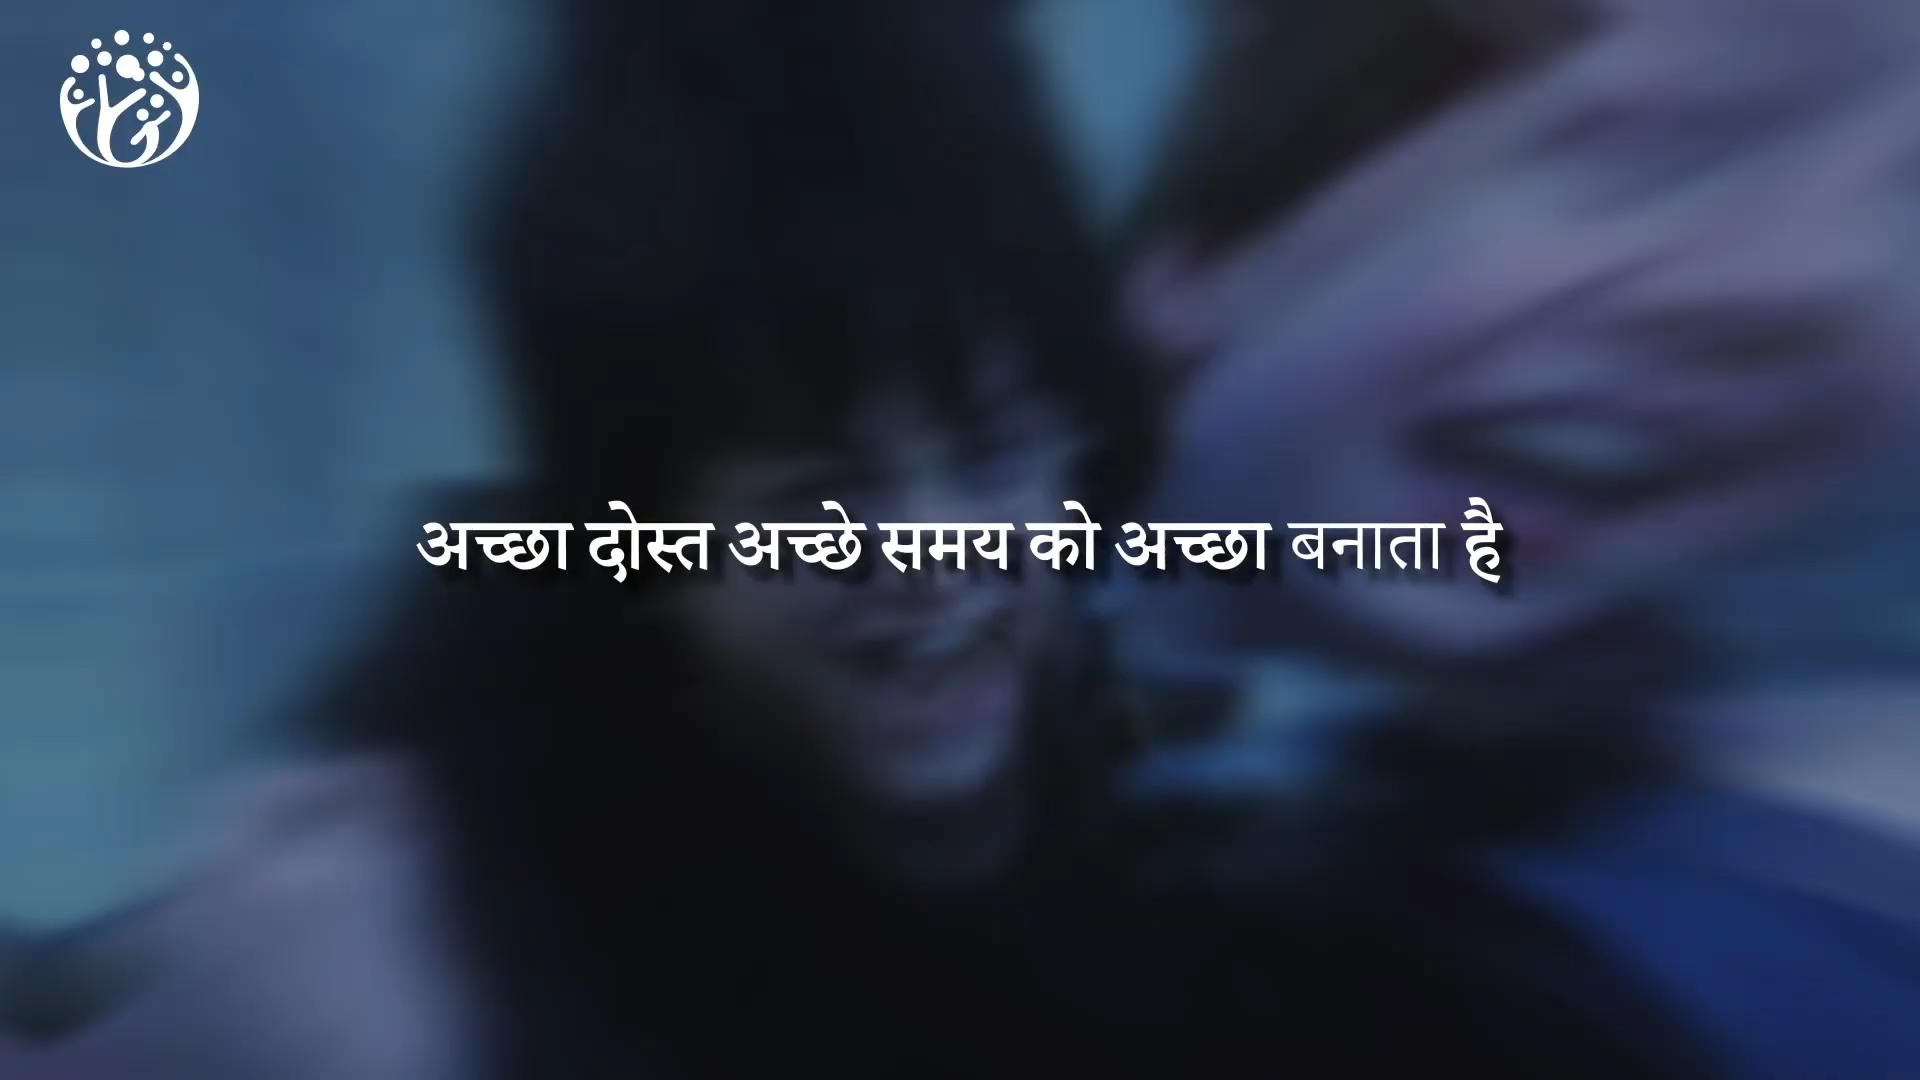 अच्छा दोस्त अच्छे समय को अच्छा बनाता है